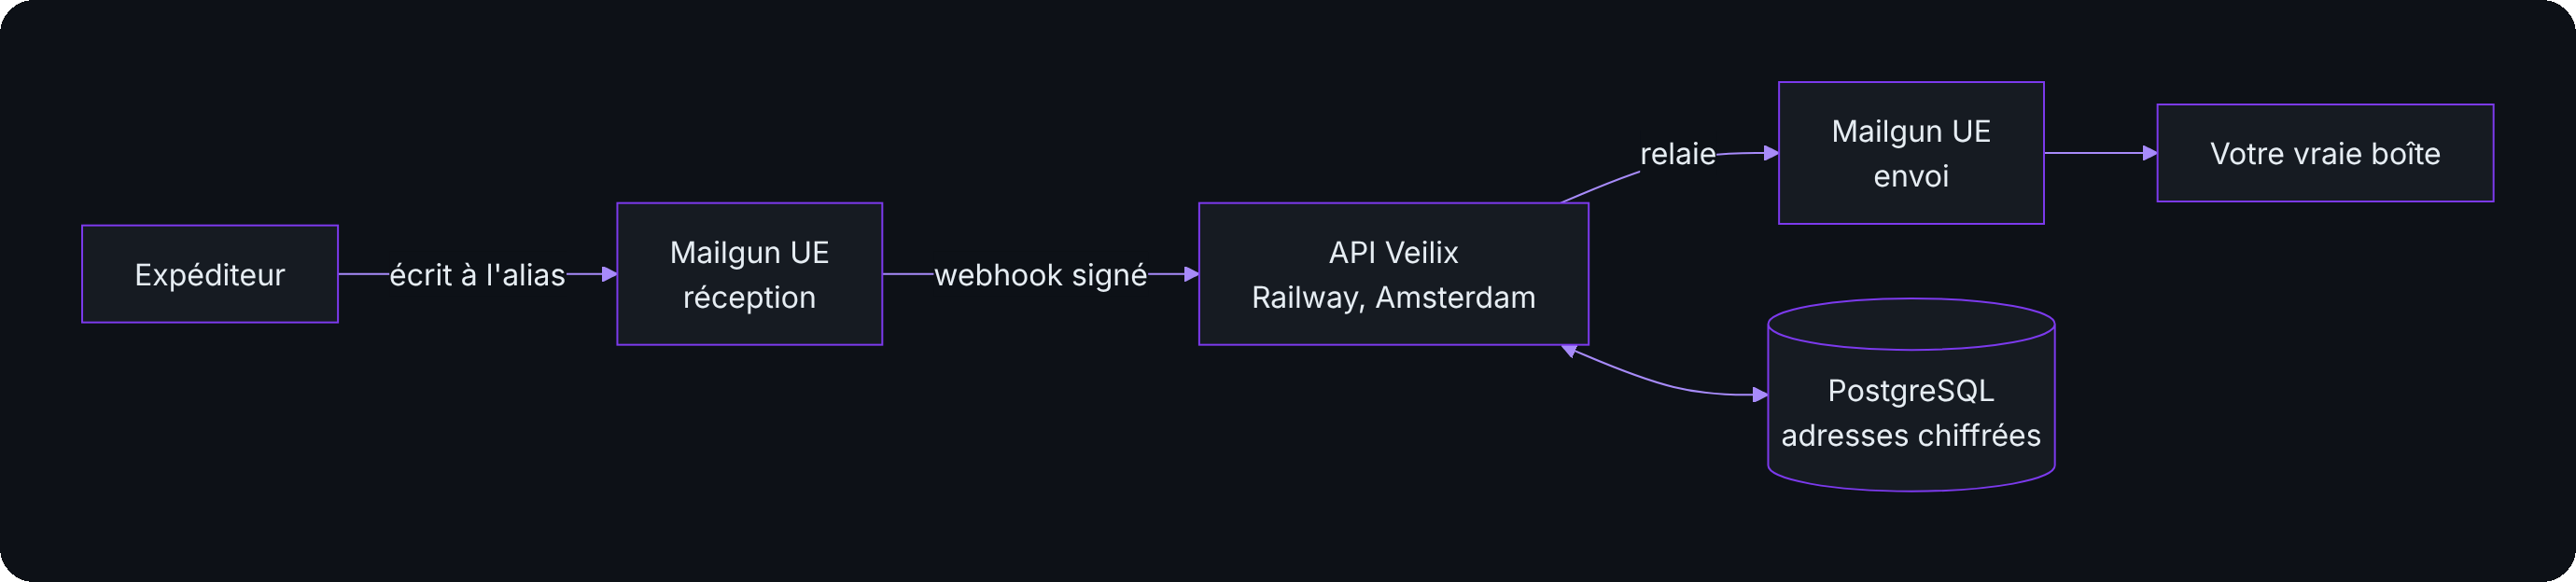 Expéditeur
écrit à l'alias
Mailgun UE
réception
webhook signé
API Veilix
Railway, Amsterdam
relaie
Mailgun UE
envoi
Votre vraie boîte
PostgreSQL
adresses chiffrées